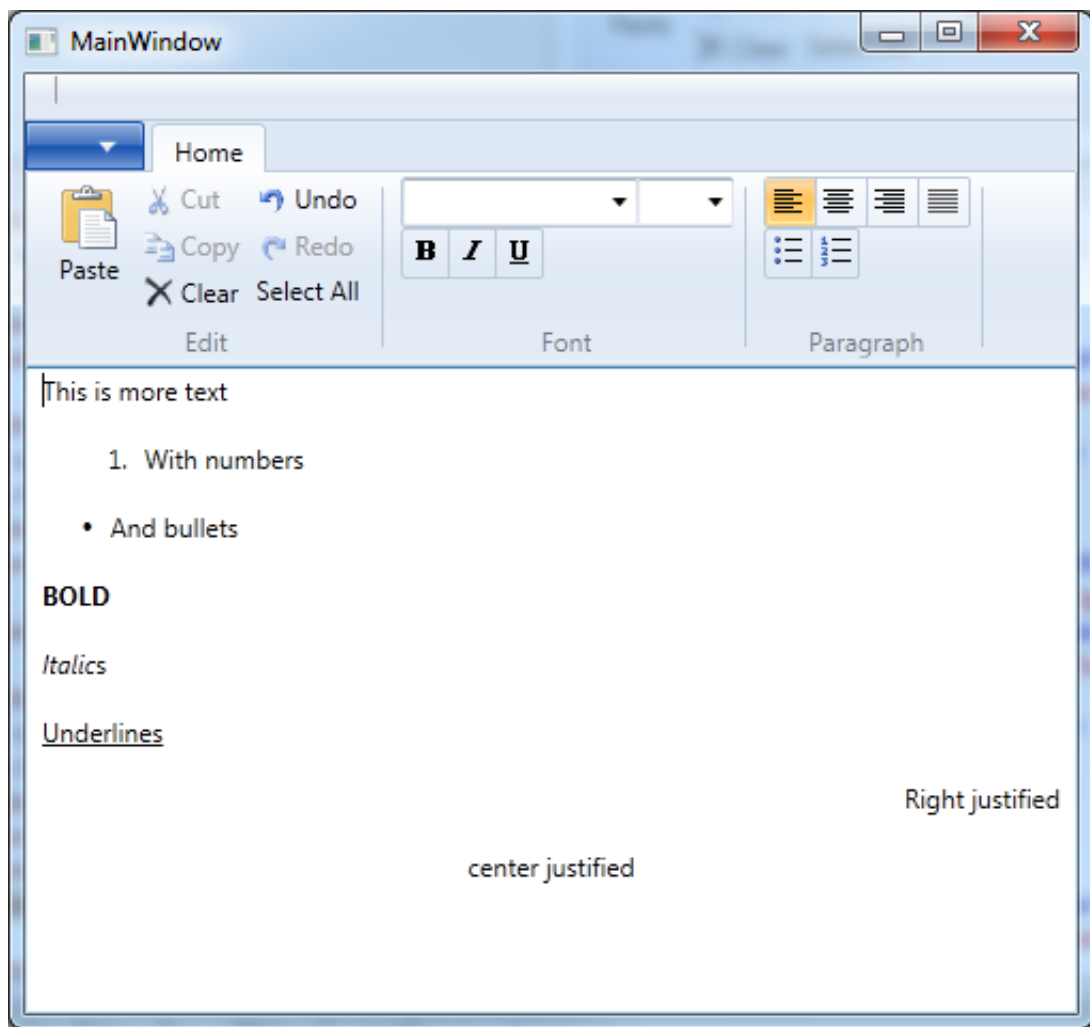 MainWindow
Home
Paste
Cut
Copy
Clear
Undo
Redo
Select All
Edit
B I U
Font
Paragraph
This is more text
1. With numbers
• And bullets
BOLD
Italics
Underlines
Right justified
center justified